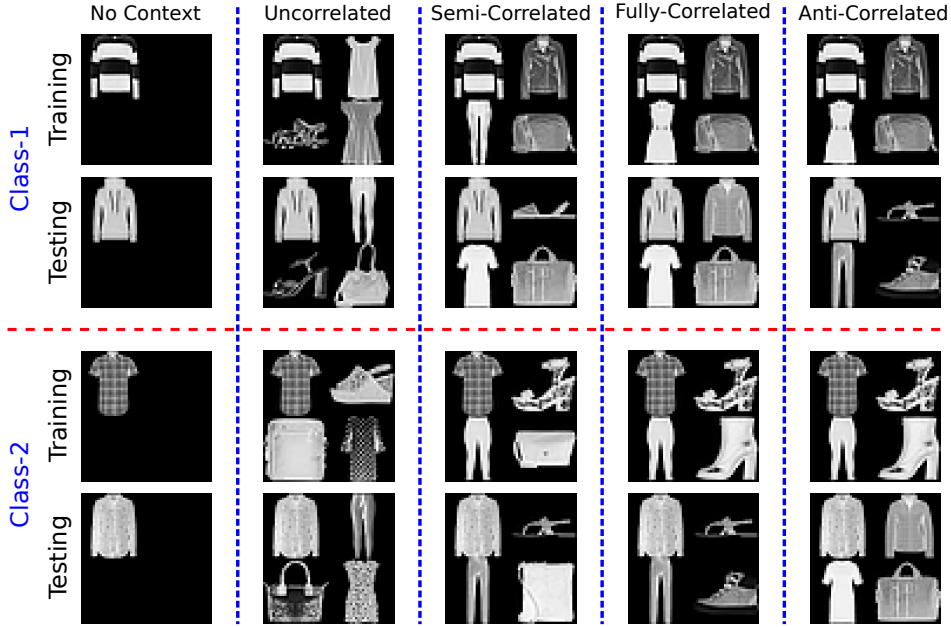 No Context Uncorrelated Semi-Correlated Fully-Correlated Anti-Correlated
Class-1
Training
Testing
Class-2
Training
Testing